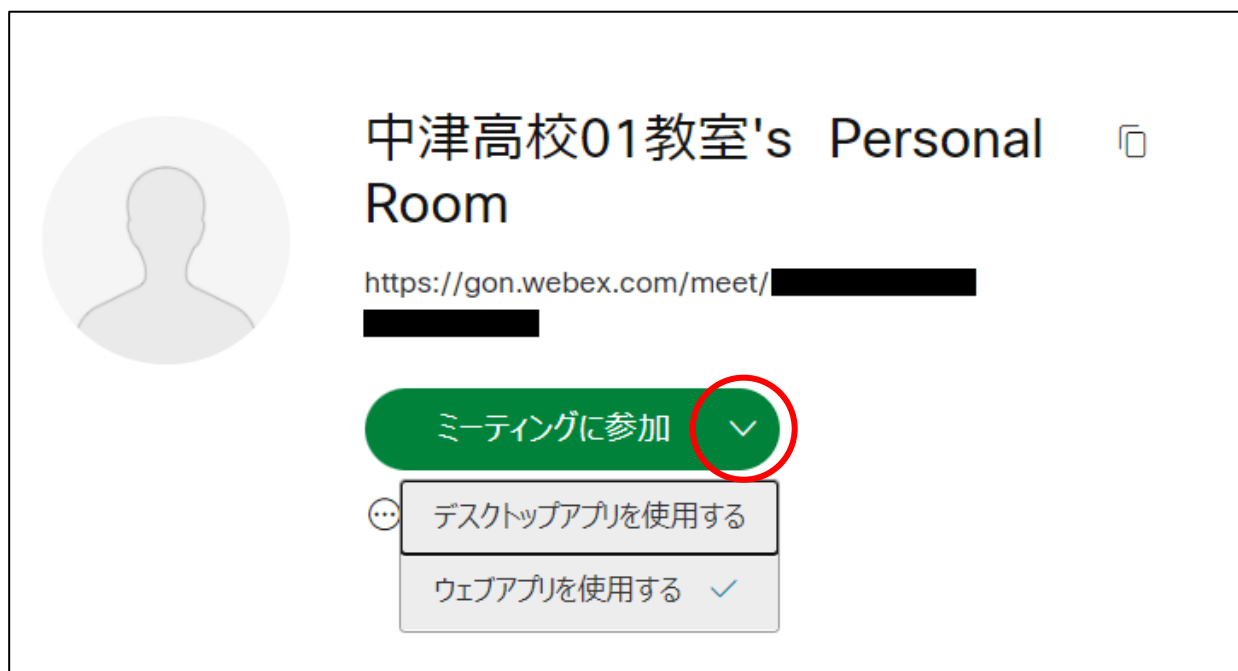 中津高校01教室's Personal
Room
https://gon.webex.com/meet/
ミーティングに参加
デスクトップアプリを使用する
ウェブアプリを使用する